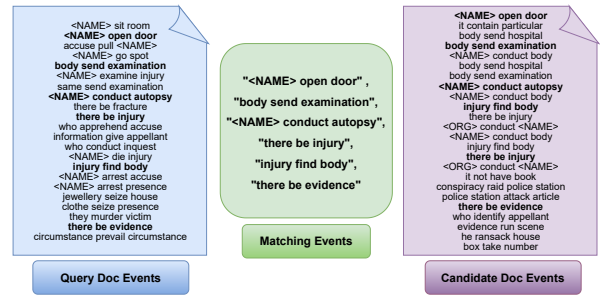 <NAME> sit room
<NAME> open door
accuse pull <NAME>
<NAME> go spot
body send examination
<NAME> examine injury
same send examination
<NAME> conduct autopsy
there be fracture
there be injury
who apprehend accuse
information give appellant
who conduct inquest
<NAME> die injury
injury find body
<NAME> arrest accuse
<NAME> arrest presence
jewellery seize house
clothe seize presence
they murder victim
there be evidence
circumstance prevail circumstance
Query Doc Events
"<NAME> open door" ,
"body send examination",
"<NAME> conduct autopsy",
"there be injury",
"injury find body",
"there be evidence"
Matching Events
<NAME> open door
it contain particular
body send hospital
body send examination
<NAME> conduct body
body send hospital
body send examination
<NAME> conduct autopsy
<NAME> conduct body
injury find body
there be injury
<ORG> conduct <NAME>
<NAME> conduct body
injury find body
there be injury
<ORG> conduct <NAME>
it not have book
conspiracy raid police station
police station attack article
there be evidence
who identify appellant
evidence run scene
he ransack house
box take number
Candidate Doc Events